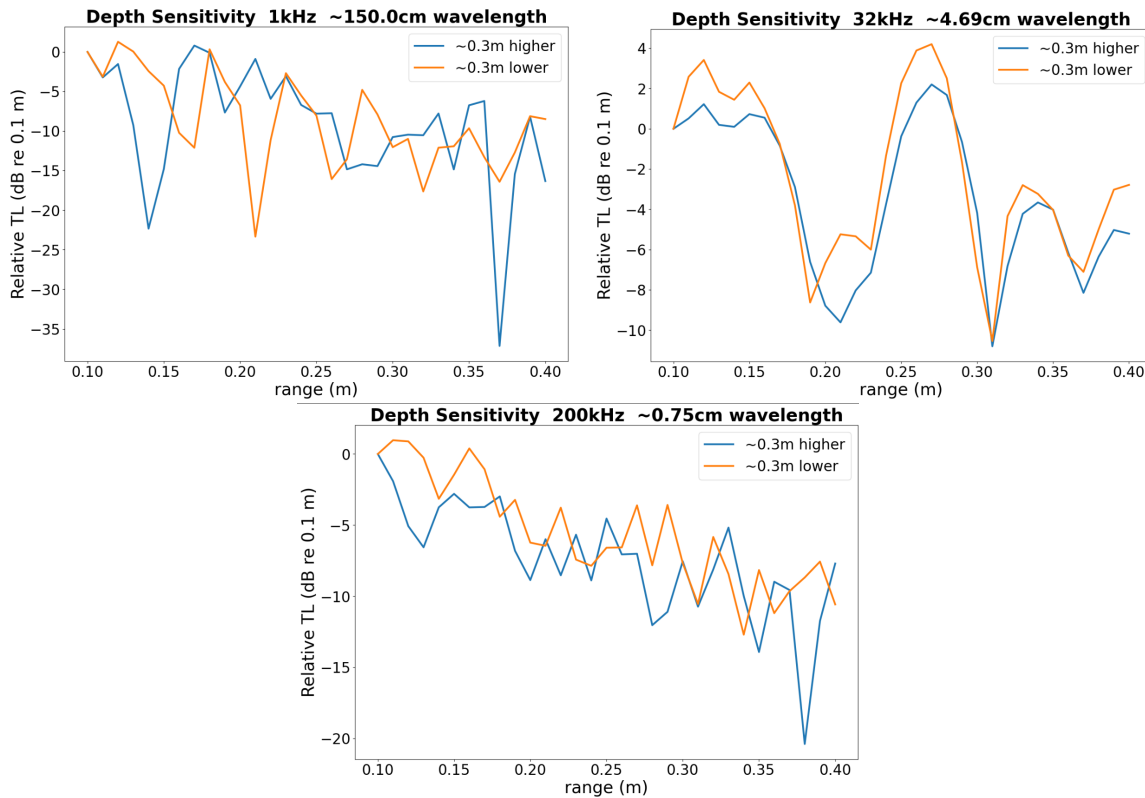 Depth Sensitivity  1kHz  ~150.0cm wavelength
~0.3m higher
~0.3m lower
0
−5
−10
−15
−20
−25
−30
−35
Relative TL (dB re 0.1 m)
0.10 0.15 0.20 0.25 0.30 0.35 0.40
range (m)
Depth Sensitivity  32kHz  ~4.69cm wavelength
~0.3m higher
~0.3m lower
4
2
0
−2
−4
−6
−8
−10
Relative TL (dB re 0.1 m)
0.10 0.15 0.20 0.25 0.30 0.35 0.40
range (m)
Depth Sensitivity  200kHz  ~0.75cm wavelength
~0.3m higher
~0.3m lower
0
−5
−10
−15
−20
Relative TL (dB re 0.1 m)
0.10 0.15 0.20 0.25 0.30 0.35 0.40
range (m)